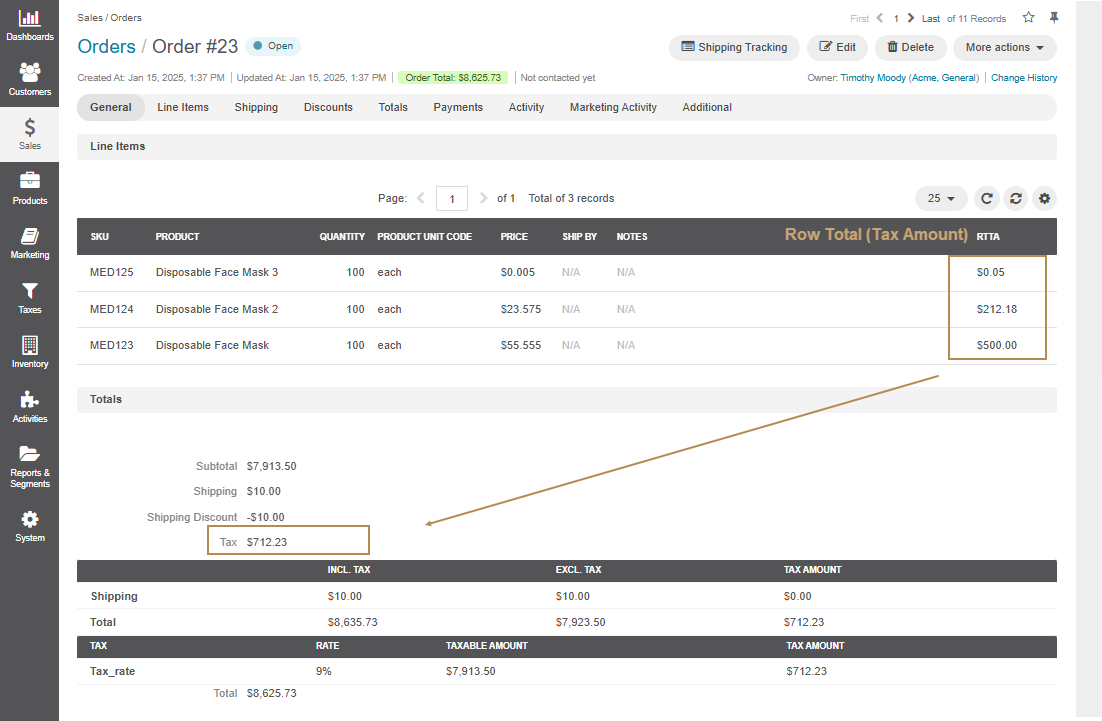 Dashboards
Customers
Sales
Products
Marketing
Taxes
Inventory
Activities
Reports &
Segments
System
Sales / Orders
First 1 Last of 11 Records
Orders / Order #23 Open
Shipping Tracking Edit Delete More actions
Created At: Jan 15, 2025, 1:37 PM Updated At: Jan 15, 2025, 1:37 PM Order Total: $8,625.73 Not contacted yet
Owner: Timothy Moody (Acme, General) Change History
General Line Items Shipping Discounts Totals Payments Activity Marketing Activity Additional
Line Items
Page: 1 of 1 Total of 3 records 25
SKU PRODUCT QUANTITY PRODUCT UNIT CODE PRICE SHIP BY NOTES Row Total (Tax Amount) RTTA
MED125 Disposable Face Mask 3 100 each $0.005 N/A N/A $0.05
MED124 Disposable Face Mask 2 100 each $23.575 N/A N/A $212.18
MED123 Disposable Face Mask 100 each $55.555 N/A N/A $500.00
Totals
Subtotal $7,913.50
Shipping $10.00
Shipping Discount -$10.00
Tax $712.23
INCL. TAX EXCL. TAX TAX AMOUNT
Shipping $10.00 $10.00 $0.00
Total $8,635.73 $7,923.50 $712.23
TAX RATE TAXABLE AMOUNT TAX AMOUNT
Tax_rate 9% $7,913.50 $712.23
Total $8,625.73